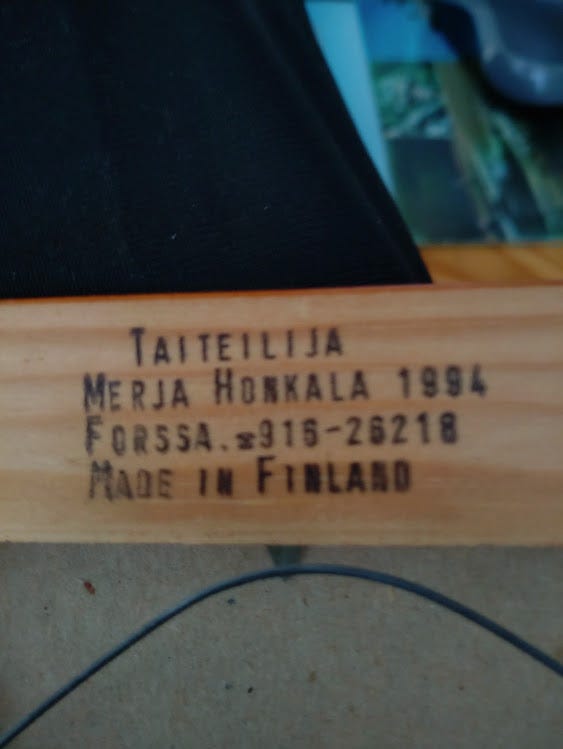 TAITEILIJA
MERJA HONKALA 1994
FORSSA.☎916-26218
MADE IN FINLAND